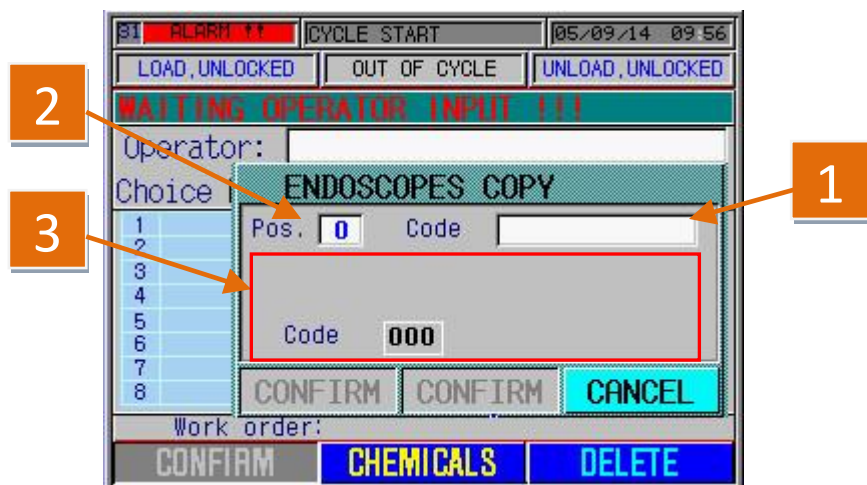 31 ALARM !! CYCLE START 05/09/14 09:56
LOAD,UNLOCKED OUT OF CYCLE UNLOAD,UNLOCKED
WAITING OPERATOR INPUT !!!
2
Operator:
Choice
ENDOSCOPES COPY
1
Pos. 0 Code
3
1
2
3
4
5
6
7
8
Code 000
CONFIRM CONFIRM CANCEL
Work order:
CONFIRM CHEMICALS DELETE